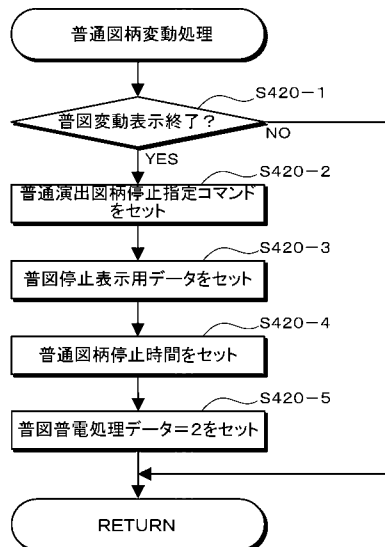 普通図柄変動処理
S420-1
普図変動表示終了?
NO
YES
S420-2
普通演出図柄停止指定コマンド
をセット
S420-3
普図停止表示用データをセット
S420-4
普通図柄停止時間をセット
S420-5
普図普電処理データ=2をセット
RETURN